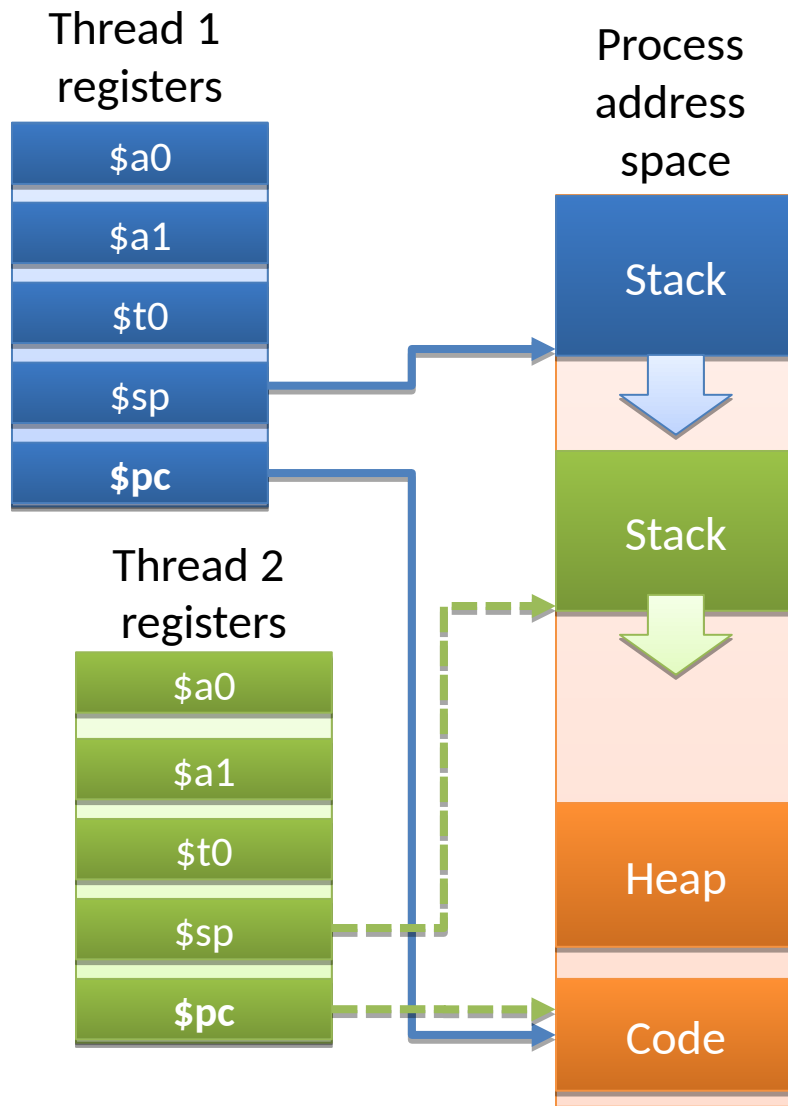 Thread 1
registers
$a0
$a1
$t0
$sp
$pc
Thread 2
registers
$a0
$a1
$t0
$sp
$pc
Process
address
space
Stack
Stack
Heap
Code